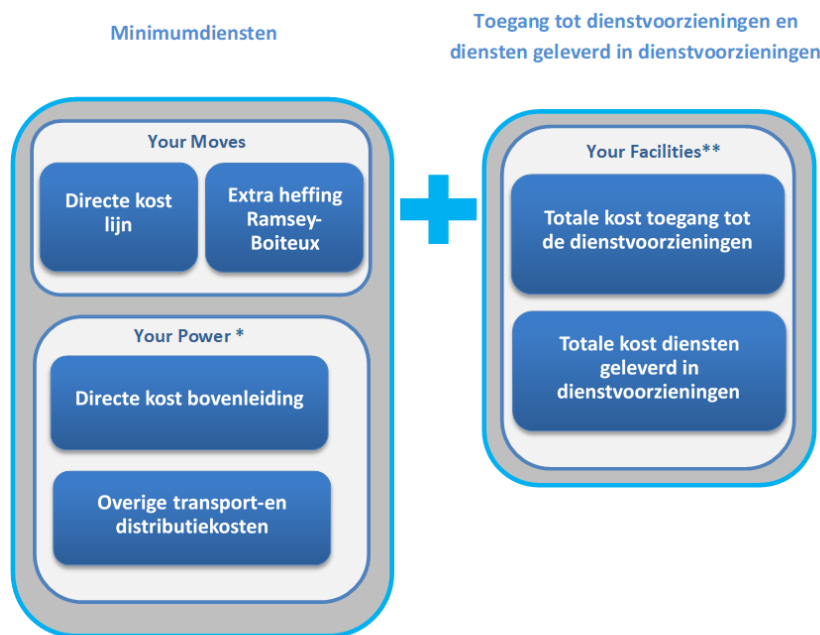 Minimumdiensten
Toegang tot dienstvoorzieningen en
diensten geleverd in dienstvoorzieningen
Your Moves
Directe kost
lijn
Extra heffing
Ramsey-
Boiteux
Your Power *
Directe kost bovenleiding
Overige transport-en
distributiekosten
Your Facilities**
Totale kost toegang tot
de dienstvoorzieningen
Totale kost diensten
geleverd in
dienstvoorzieningen